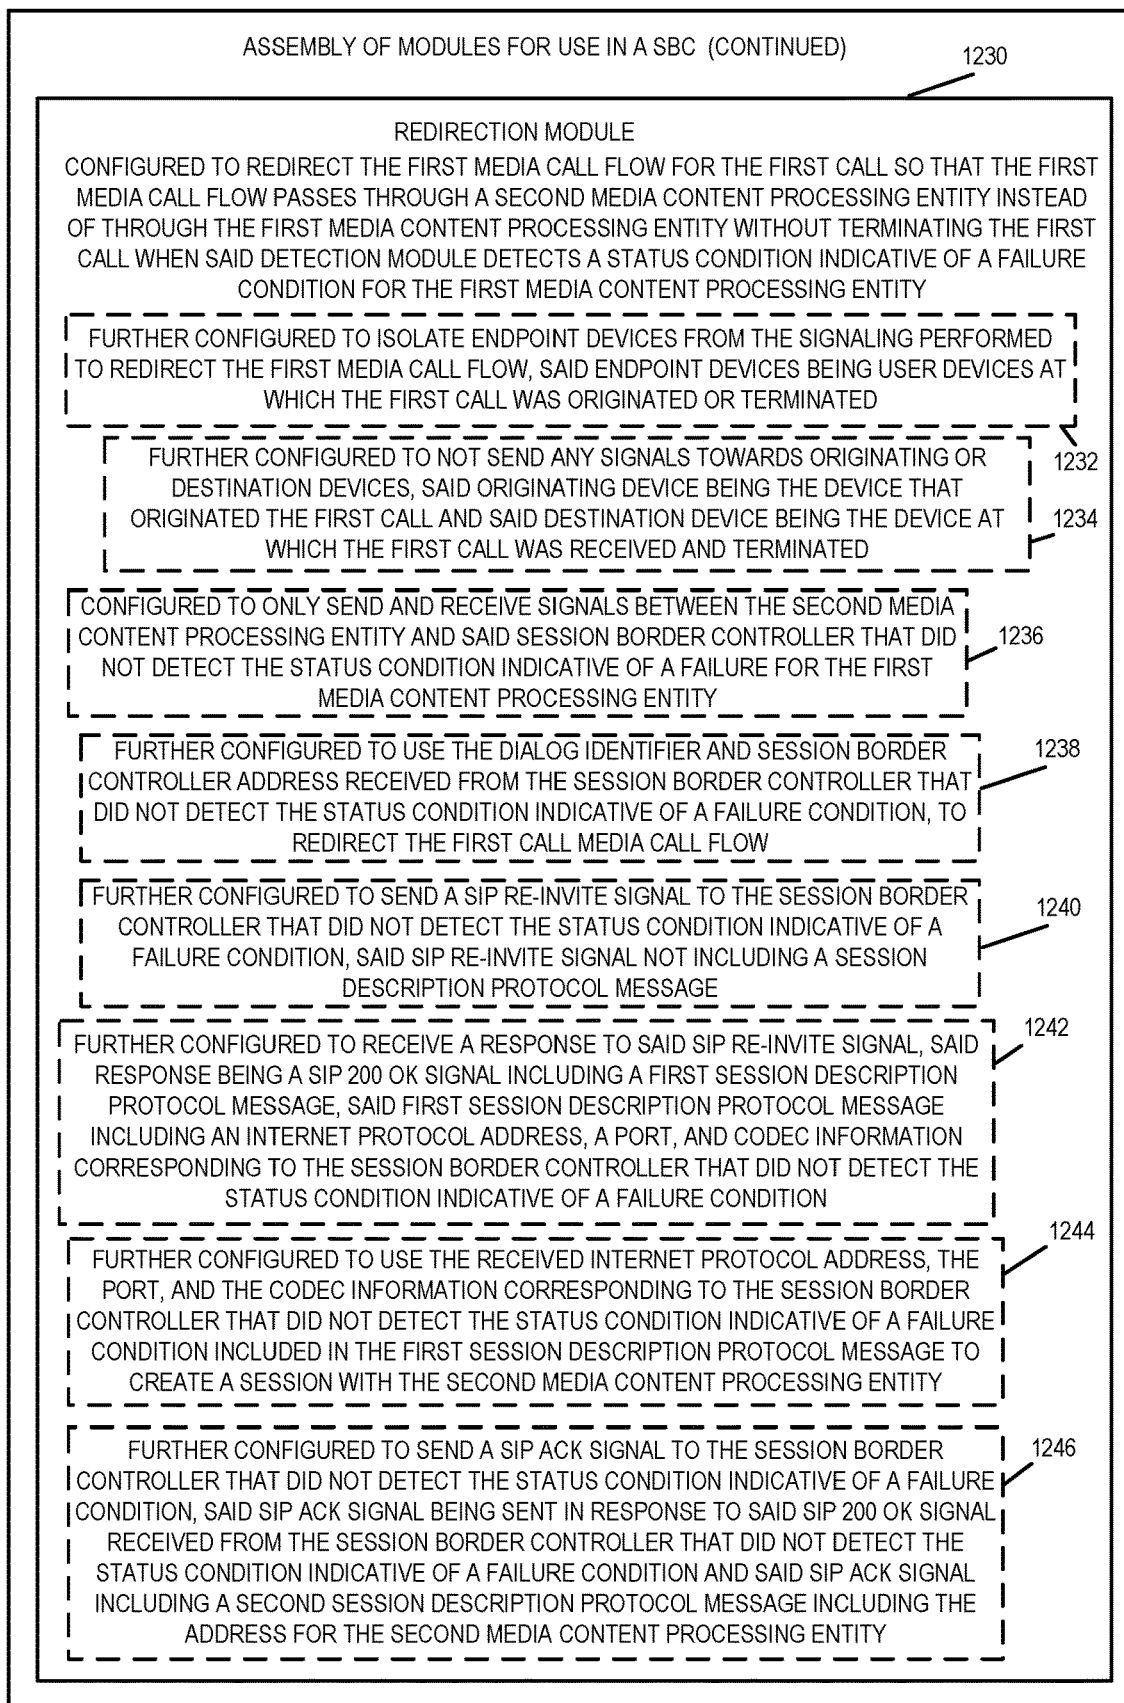 ASSEMBLY OF MODULES FOR USE IN A SBC (CONTINUED)
1230
REDIRECTION MODULE
CONFIGURED TO REDIRECT THE FIRST MEDIA CALL FLOW FOR THE FIRST CALL SO THAT THE FIRST
MEDIA CALL FLOW PASSES THROUGH A SECOND MEDIA CONTENT PROCESSING ENTITY INSTEAD
OF THROUGH THE FIRST MEDIA CONTENT PROCESSING ENTITY WITHOUT TERMINATING THE FIRST
CALL WHEN SAID DETECTION MODULE DETECTS A STATUS CONDITION INDICATIVE OF A FAILURE
CONDITION FOR THE FIRST MEDIA CONTENT PROCESSING ENTITY
FURTHER CONFIGURED TO ISOLATE ENDPOINT DEVICES FROM THE SIGNALING PERFORMED
TO REDIRECT THE FIRST MEDIA CALL FLOW, SAID ENDPOINT DEVICES BEING USER DEVICES AT
WHICH THE FIRST CALL WAS ORIGINATED OR TERMINATED
1232
FURTHER CONFIGURED TO NOT SEND ANY SIGNALS TOWARDS ORIGINATING OR
DESTINATION DEVICES, SAID ORIGINATING DEVICE BEING THE DEVICE THAT
ORIGINATED THE FIRST CALL AND SAID DESTINATION DEVICE BEING THE DEVICE AT
WHICH THE FIRST CALL WAS RECEIVED AND TERMINATED
1234
CONFIGURED TO ONLY SEND AND RECEIVE SIGNALS BETWEEN THE SECOND MEDIA
CONTENT PROCESSING ENTITY AND SAID SESSION BORDER CONTROLLER THAT DID
NOT DETECT THE STATUS CONDITION INDICATIVE OF A FAILURE FOR THE FIRST
MEDIA CONTENT PROCESSING ENTITY
1236
FURTHER CONFIGURED TO USE THE DIALOG IDENTIFIER AND SESSION BORDER
CONTROLLER ADDRESS RECEIVED FROM THE SESSION BORDER CONTROLLER THAT
DID NOT DETECT THE STATUS CONDITION INDICATIVE OF A FAILURE CONDITION, TO
REDIRECT THE FIRST CALL MEDIA CALL FLOW
1238
FURTHER CONFIGURED TO SEND A SIP RE-INVITE SIGNAL TO THE SESSION BORDER
CONTROLLER THAT DID NOT DETECT THE STATUS CONDITION INDICATIVE OF A
FAILURE CONDITION, SAID SIP RE-INVITE SIGNAL NOT INCLUDING A SESSION
DESCRIPTION PROTOCOL MESSAGE
1240
FURTHER CONFIGURED TO RECEIVE A RESPONSE TO SAID SIP RE-INVITE SIGNAL, SAID
RESPONSE BEING A SIP 200 OK SIGNAL INCLUDING A FIRST SESSION DESCRIPTION
PROTOCOL MESSAGE, SAID FIRST SESSION DESCRIPTION PROTOCOL MESSAGE
INCLUDING AN INTERNET PROTOCOL ADDRESS, A PORT, AND CODEC INFORMATION
CORRESPONDING TO THE SESSION BORDER CONTROLLER THAT DID NOT DETECT THE
STATUS CONDITION INDICATIVE OF A FAILURE CONDITION
1242
FURTHER CONFIGURED TO USE THE RECEIVED INTERNET PROTOCOL ADDRESS, THE
PORT, AND THE CODEC INFORMATION CORRESPONDING TO THE SESSION BORDER
CONTROLLER THAT DID NOT DETECT THE STATUS CONDITION INDICATIVE OF A FAILURE
CONDITION INCLUDED IN THE FIRST SESSION DESCRIPTION PROTOCOL MESSAGE TO
CREATE A SESSION WITH THE SECOND MEDIA CONTENT PROCESSING ENTITY
1244
FURTHER CONFIGURED TO SEND A SIP ACK SIGNAL TO THE SESSION BORDER
CONTROLLER THAT DID NOT DETECT THE STATUS CONDITION INDICATIVE OF A FAILURE
CONDITION, SAID SIP ACK SIGNAL BEING SENT IN RESPONSE TO SAID SIP 200 OK SIGNAL
RECEIVED FROM THE SESSION BORDER CONTROLLER THAT DID NOT DETECT THE
STATUS CONDITION INDICATIVE OF A FAILURE CONDITION AND SAID SIP ACK SIGNAL
INCLUDING A SECOND SESSION DESCRIPTION PROTOCOL MESSAGE INCLUDING THE
ADDRESS FOR THE SECOND MEDIA CONTENT PROCESSING ENTITY
1246